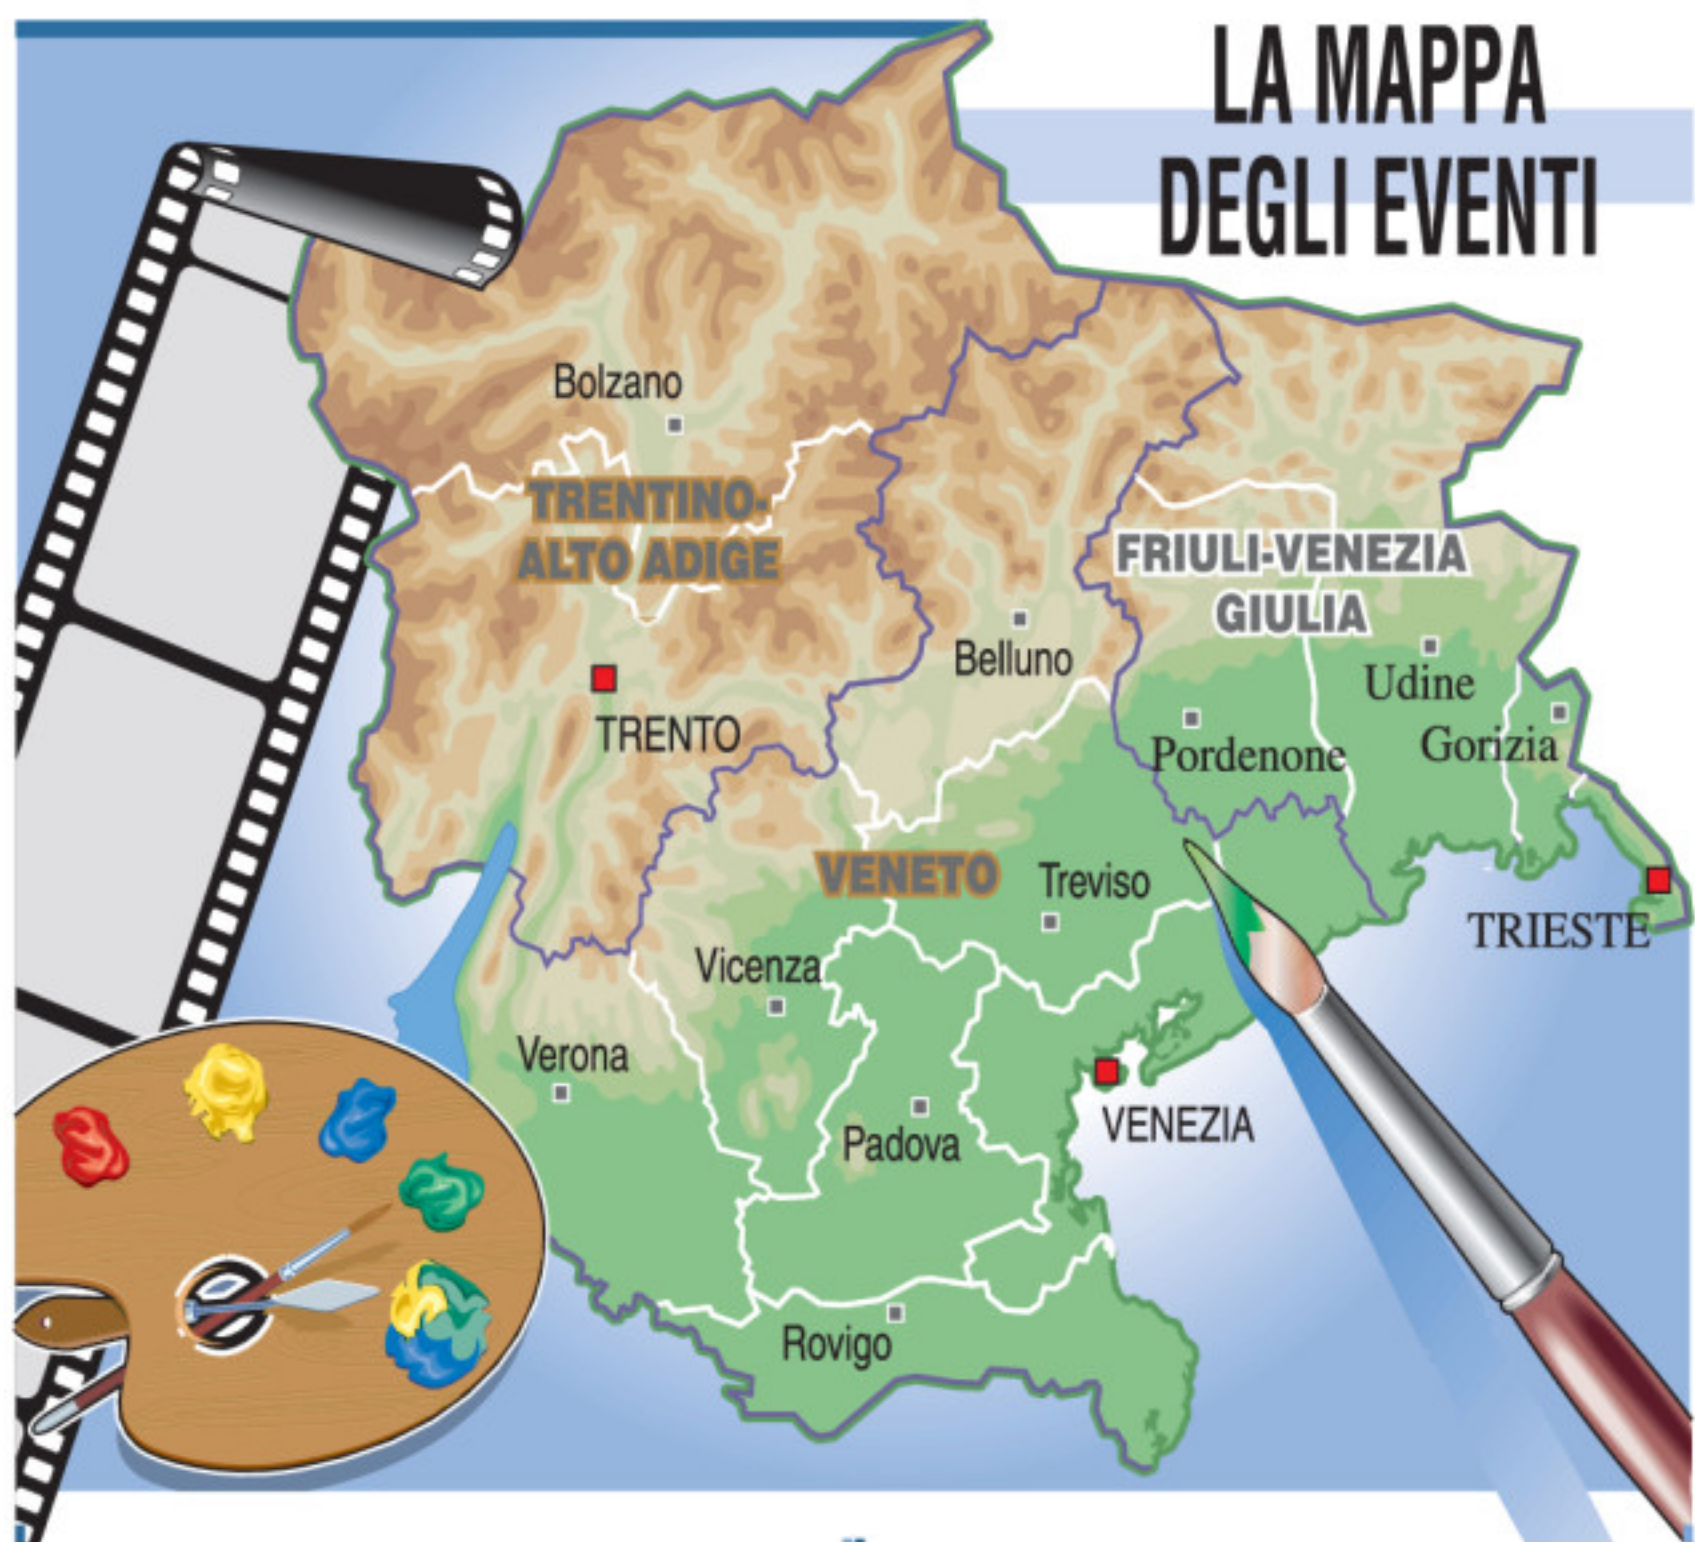 LA MAPPA
DEGLI EVENTI
Bolzano
TRENTINO-
ALTO ADIGE
FRIULI-VENEZIA
GIULIA
Belluno
Udine
TRENTO
Pordenone
Gorizia
VENETO
Treviso
TRIESTE
Vicenza
Verona
VENEZIA
Padova
Rovigo